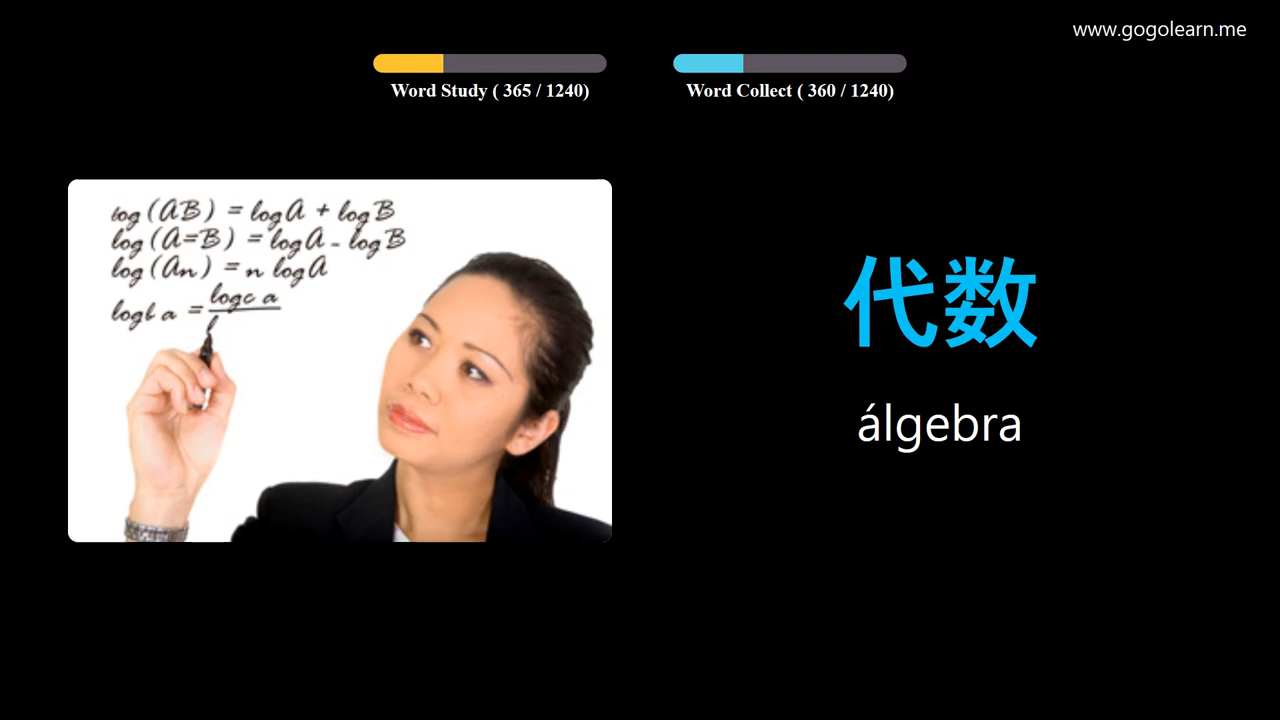 www.gogolearn.me
Word Study ( 365 / 1240)
Word Collect ( 360 / 1240)
log (AB) = log A + log B
log (A=B) = log A - log B
log (An) = n log A
logb a = logc a
代数
álgebra